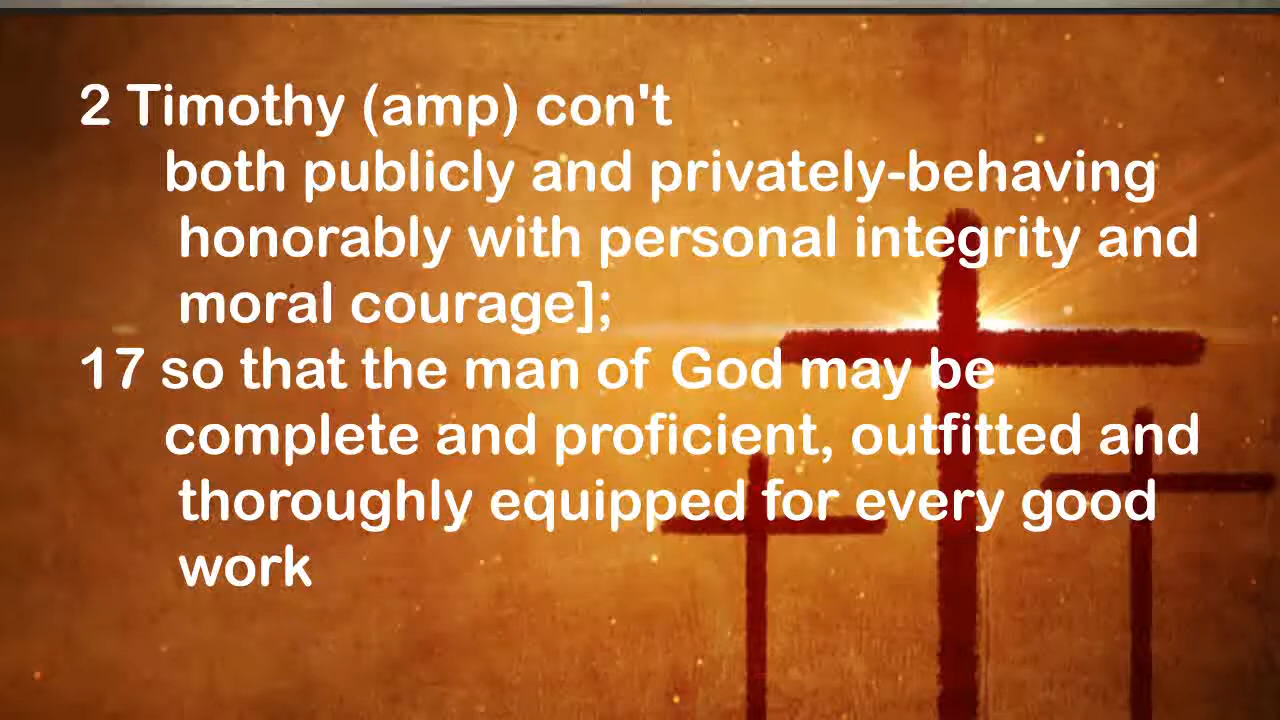 2 Timothy (amp) con't
both publicly and privately-behaving
honorably with personal integrity and
moral courage];
17 so that the man of God may be
complete and proficient, outfitted and
thoroughly equipped for every good
work